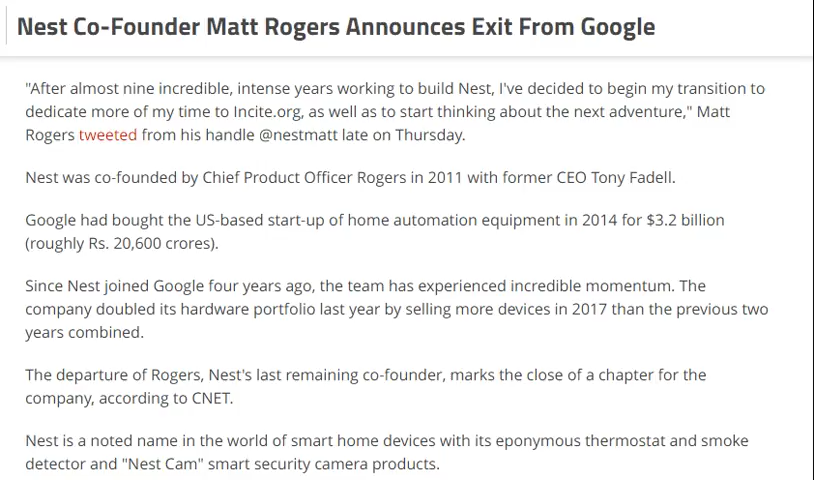 Nest Co-Founder Matt Rogers Announces Exit From Google
"After almost nine incredible, intense years working to build Nest, I've decided to begin my transition to
dedicate more of my time to Incite.org, as well as to start thinking about the next adventure," Matt
Rogers tweeted from his handle @nestmatt late on Thursday.
Nest was co-founded by Chief Product Officer Rogers in 2011 with former CEO Tony Fadell.
Google had bought the US-based start-up of home automation equipment in 2014 for $3.2 billion
(roughly Rs. 20,600 crores).
Since Nest joined Google four years ago, the team has experienced incredible momentum. The
company doubled its hardware portfolio last year by selling more devices in 2017 than the previous two
years combined.
The departure of Rogers, Nest's last remaining co-founder, marks the close of a chapter for the
company, according to CNET.
Nest is a noted name in the world of smart home devices with its eponymous thermostat and smoke
detector and "Nest Cam" smart security camera products.